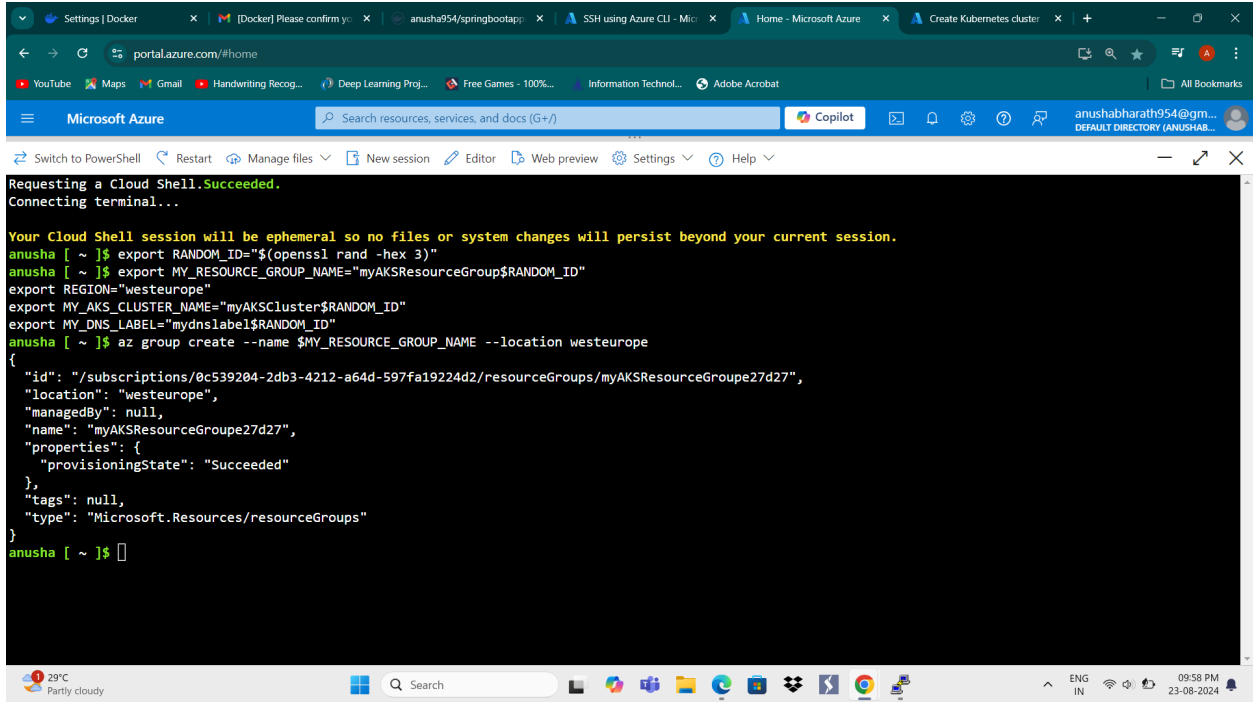 Settings | Docker
[Docker] Please confirm yo
anusha954/springbootapp
SSH using Azure CLI - Micr
Home - Microsoft Azure
Create Kubernetes cluster
portal.azure.com/#home
A
YouTube
Maps
Gmail
Handwriting Recog...
Deep Learning Proj...
Free Games - 100%...
Information Technol...
Adobe Acrobat
All Bookmarks
Microsoft Azure
Search resources, services, and docs (G+/)
Copilot
anushabharath954@gm...
DEFAULT DIRECTORY (ANUSHAB...
Switch to PowerShell
Restart
Manage files
New session
Editor
Web preview
Settings
Help
Requesting a Cloud Shell.Succeeded.
Connecting terminal...
Your Cloud Shell session will be ephemeral so no files or system changes will persist beyond your current session.
anusha [ ~ ]$ export RANDOM_ID="$(openssl rand -hex 3)"
anusha [ ~ ]$ export MY_RESOURCE_GROUP_NAME="myAKSResourceGroup$RANDOM_ID"
export REGION="westeurope"
export MY_AKS_CLUSTER_NAME="myAKSCluster$RANDOM_ID"
export MY_DNS_LABEL="mydnslabel$RANDOM_ID"
anusha [ ~ ]$ az group create --name $MY_RESOURCE_GROUP_NAME --location westeurope
{
"id": "/subscriptions/0c539204-2db3-4212-a64d-597fa19224d2/resourceGroups/myAKSResourceGroupe27d27",
"location": "westeurope",
"managedBy": null,
"name": "myAKSResourceGroupe27d27",
"properties": {
"provisioningState": "Succeeded"
},
"tags": null,
"type": "Microsoft.Resources/resourceGroups"
}
anusha [ ~ ]$
1
29°C
Partly cloudy
Search
ENG
IN
09:58 PM
23-08-2024